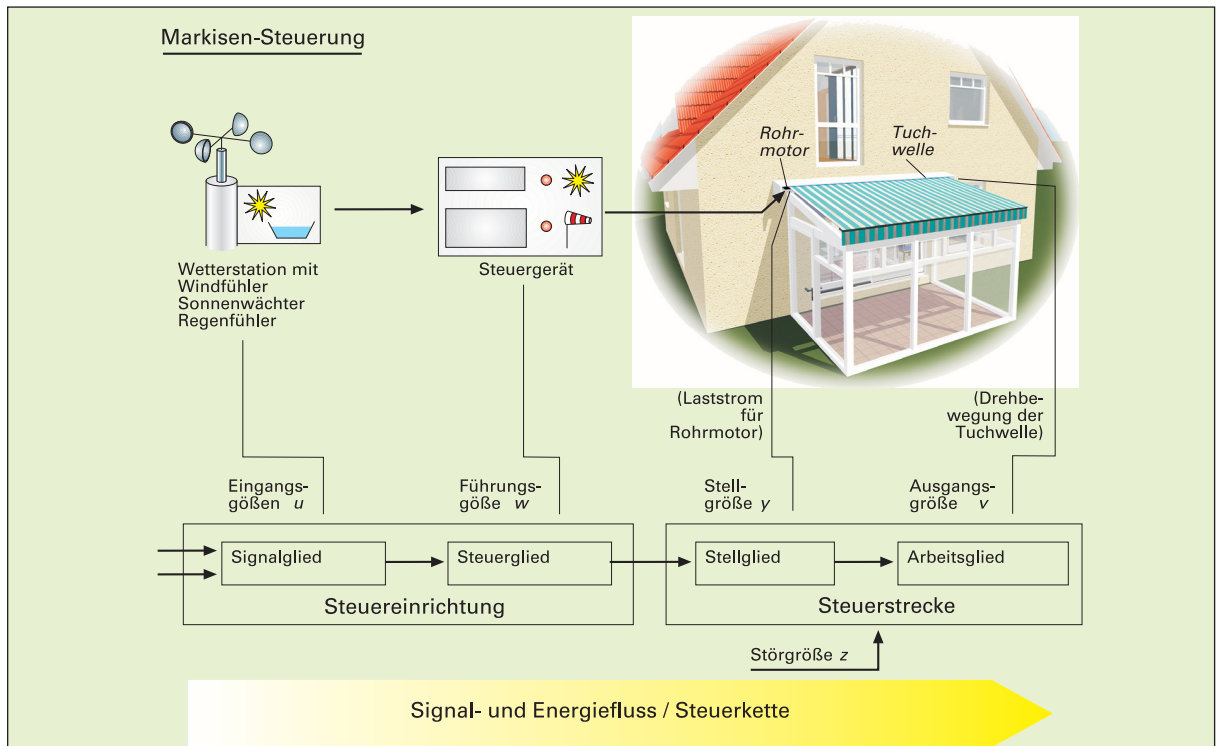 Markisen-Steuerung
Rohr-
motor
Tuch-
welle
Wetterstation mit
Windfühler
Sonnenwächter
Regenfühler
Steuergerät
(Laststrom
für
Rohrmotor)
(Drehbe-
wegung der
Tuchwelle)
Eingangs-
gößen u
Führungs-
göße w
Stell-
größe y
Ausgangs-
größe v
Signalglied
Steuerglied
Stellglied
Arbeitsglied
Steuereinrichtung
Steuerstrecke
Störgröße z
Signal- und Energiefluss / Steuerkette